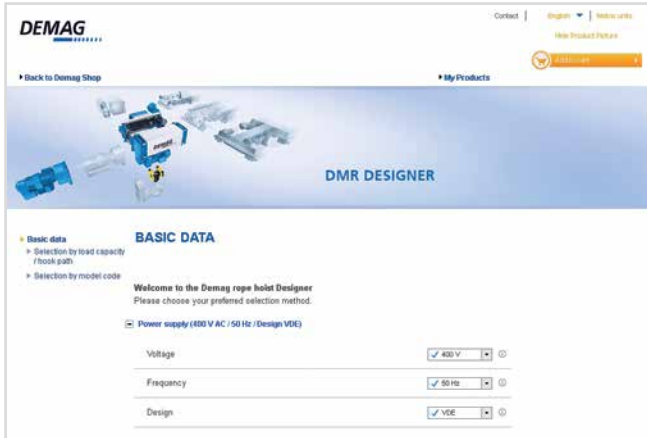 DEMAG
Contact
English
Metric units
Hide Product Picture
Back to Demag Shop
My Products
DEMAG
DMR DESIGNER
Basic data
Selection by load capacity
/ hook path
Selection by model code
BASIC DATA
Welcome to the Demag rope hoist Designer
Please choose your preferred selection method.
Power supply (400 V AC / 50 Hz / Design VDE)
Voltage
400 V
Frequency
50 Hz
Design
VDE